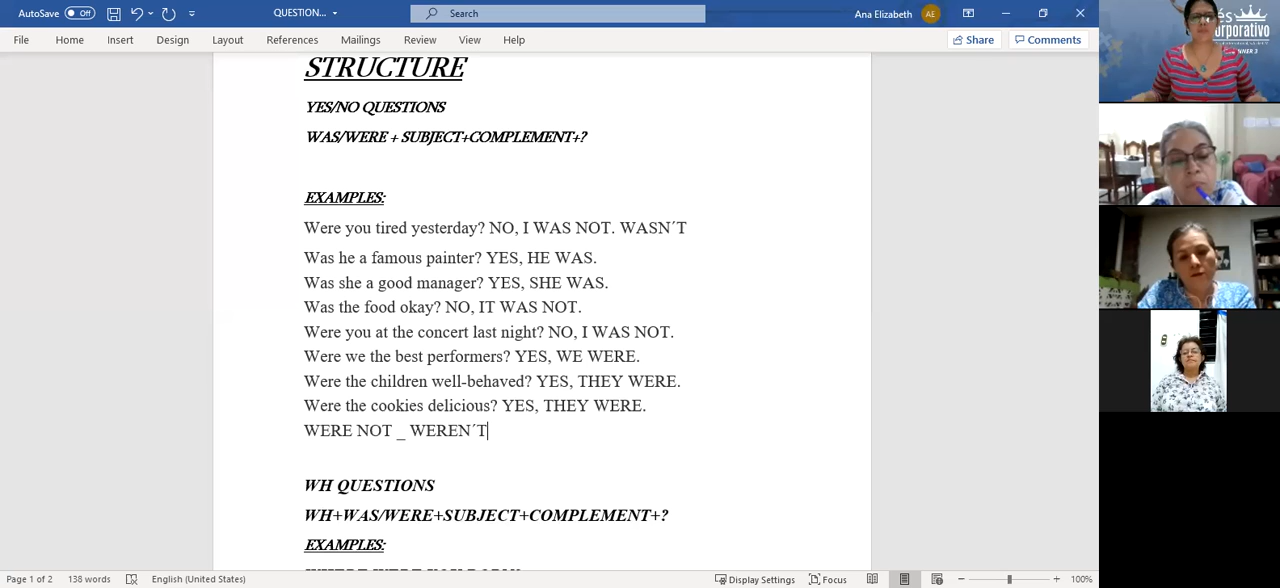 AutoSave Off QUESTION... Search Ana Elizabeth AE
File Home Insert Design Layout References Mailings Review View Help Share Comments
STRUCTURE
YES/NO QUESTIONS
WAS/WERE + SUBJECT+COMPLEMENT+?
EXAMPLES:
Were you tired yesterday? NO, I WAS NOT. WASN´T
Was he a famous painter? YES, HE WAS.
Was she a good manager? YES, SHE WAS.
Was the food okay? NO, IT WAS NOT.
Were you at the concert last night? NO, I WAS NOT.
Were we the best performers? YES, WE WERE.
Were the children well-behaved? YES, THEY WERE.
Were the cookies delicious? YES, THEY WERE.
WERE NOT _ WEREN´T
WH QUESTIONS
WH+WAS/WERE+SUBJECT+COMPLEMENT+?
EXAMPLES:
Page 1 of 2 138 words English (United States) Display Settings Focus 100%